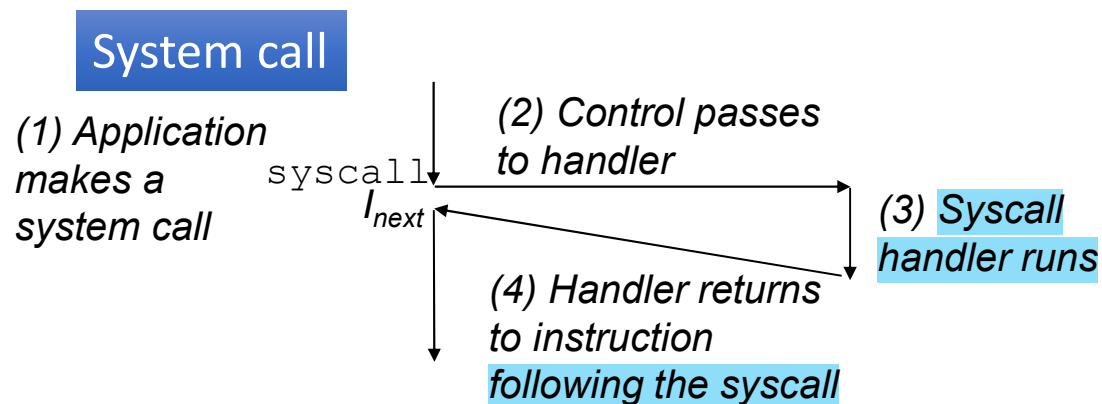 System call
(1) Application
makes a
system call
syscall
Inext
(2) Control passes
to handler
(3) Syscall
handler runs
(4) Handler returns
to instruction
following the syscall